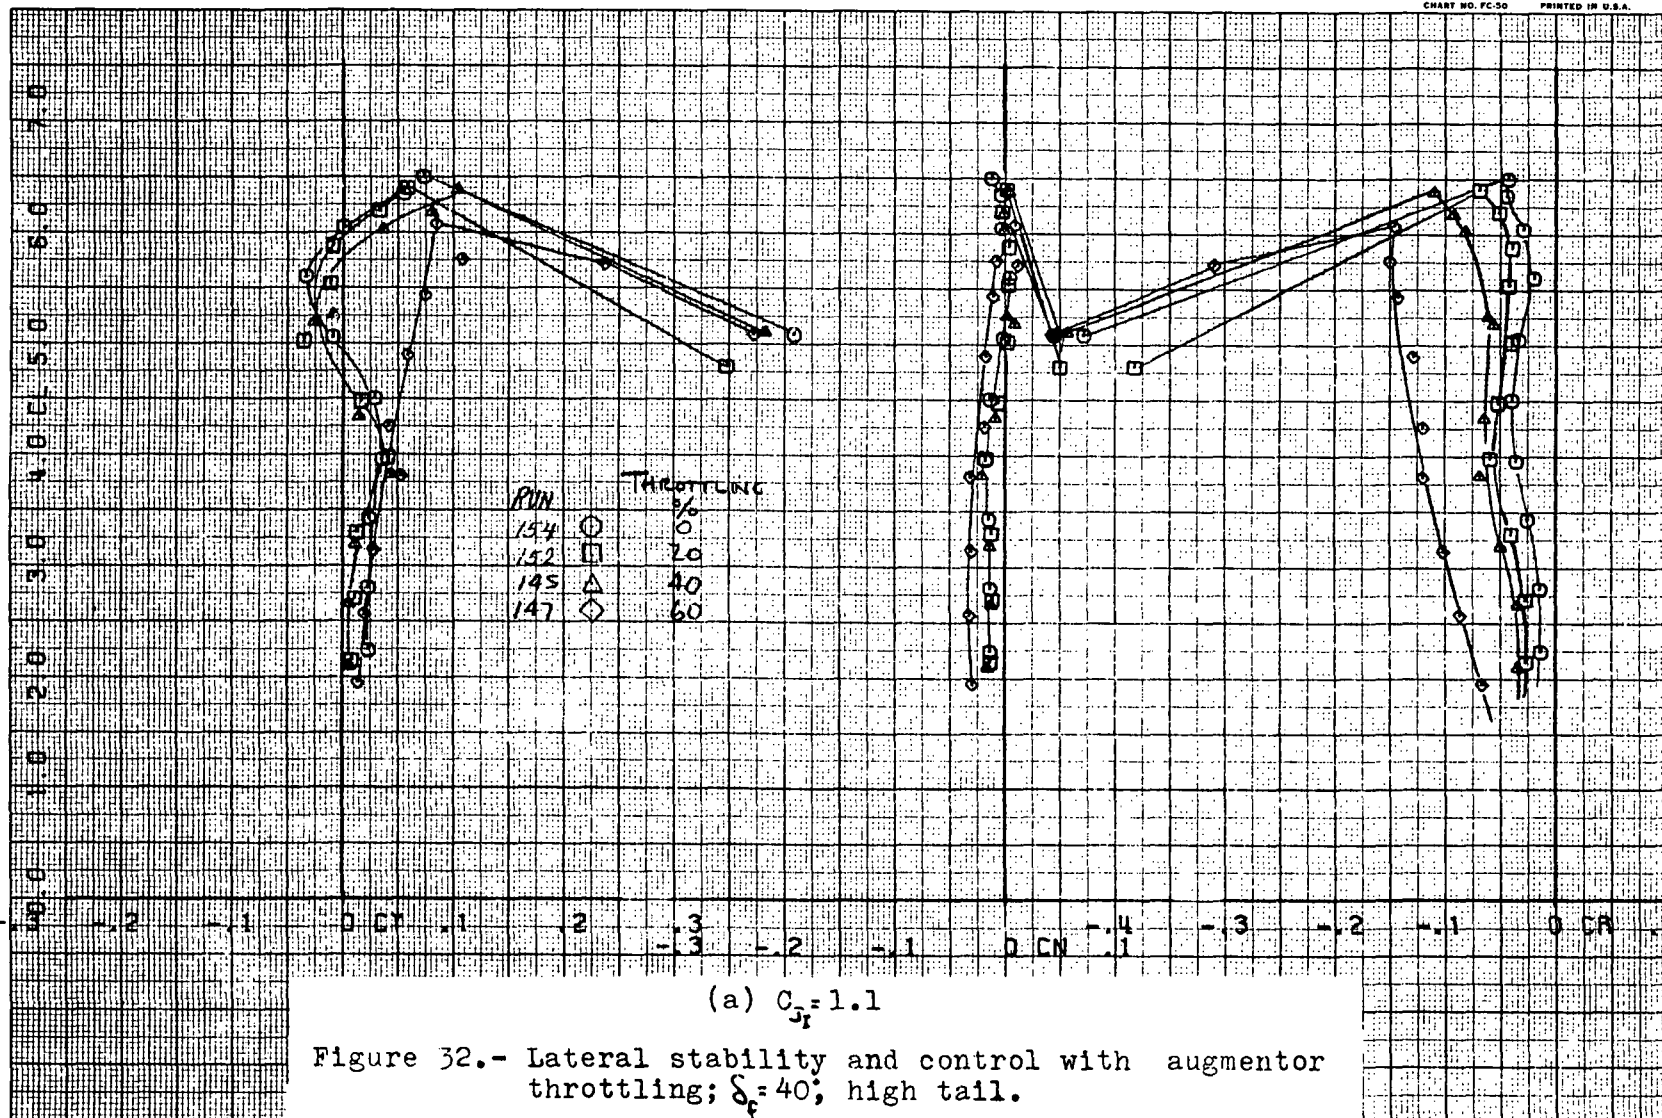 CHART NO. FC-50 PRINTED IN U.S.A.
7.0
6.0
5.0
CL
4.0
3.0
2.0
1.0
0.0
RUN THROTTLING %
154 ○ 0
152 □ 20
145 △ 40
147 ◇ 60
-.2 -.1 0 CY .1 .2 .3 -.4 -.3 -.2 -.1 0 CR
-.3 -.2 -.1 0 CN .1
(a) C_{J_I} = 1.1
Figure 32.- Lateral stability and control with augmentor
throttling; δ_f = 40°, high tail.